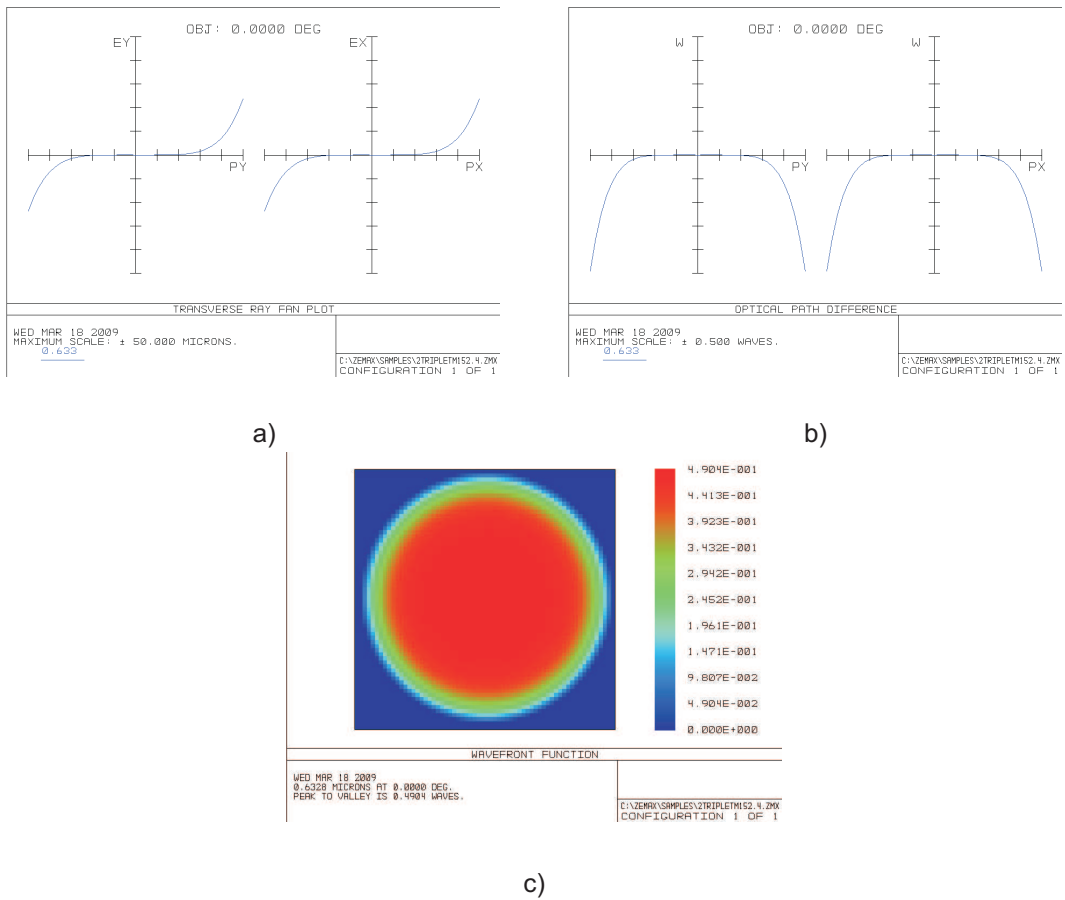 OBJ: 0.0000 DEG
EY
EX
PY
PX
TRANSVERSE RAY FAN PLOT
WED MAR 18 2009
MAXIMUM SCALE: ± 50.000 MICRONS.
0.633
C:\ZEMAX\SAMPLES\2TRIPLETM152.4.ZMX
CONFIGURATION 1 OF 1
a)
OBJ: 0.0000 DEG
W
W
PY
PX
OPTICAL PATH DIFFERENCE
WED MAR 18 2009
MAXIMUM SCALE: ± 0.500 WAVES.
0.633
C:\ZEMAX\SAMPLES\2TRIPLETM152.4.ZMX
CONFIGURATION 1 OF 1
b)
4.904E-001
4.413E-001
3.923E-001
3.432E-001
2.942E-001
2.452E-001
1.961E-001
1.471E-001
9.807E-002
4.904E-002
0.000E+000
WAVEFRONT FUNCTION
WED MAR 18 2009
0.6328 MICRONS AT 0.0000 DEG.
PEAK TO VALLEY IS 0.4904 WAVES.
C:\ZEMAX\SAMPLES\2TRIPLETM152.4.ZMX
CONFIGURATION 1 OF 1
c)